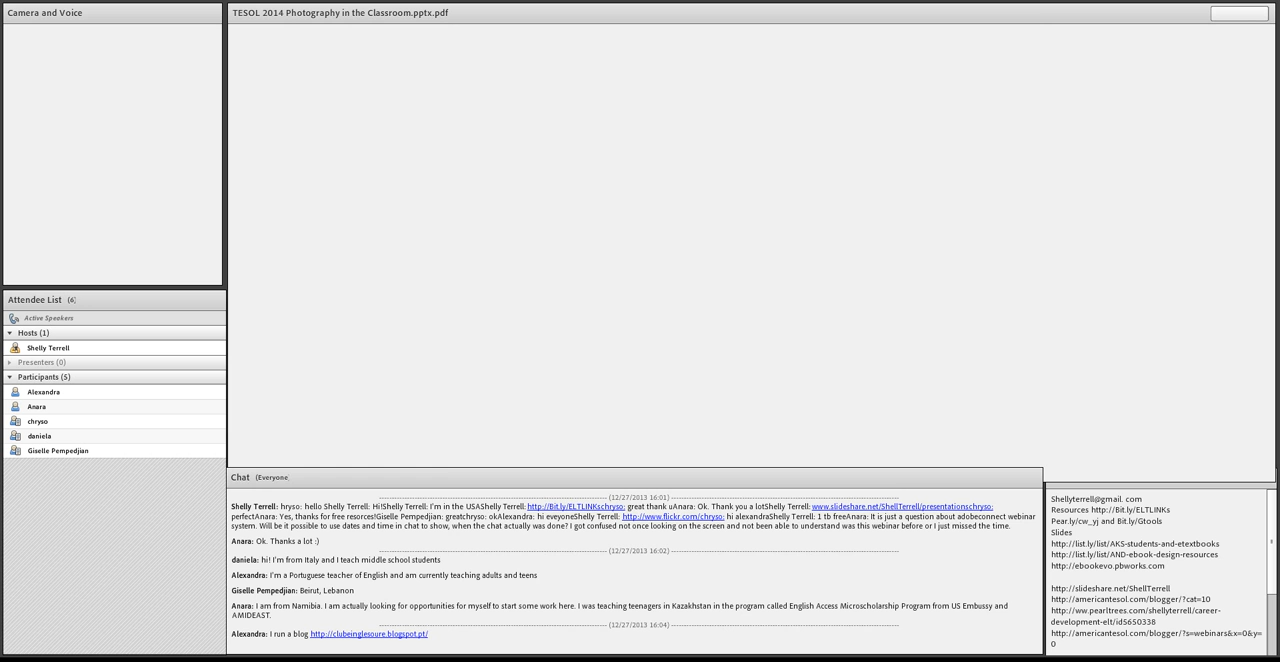 Camera and Voice
TESOL 2014 Photography in the Classroom.pptx.pdf
Attendee List (6)
Active Speakers
Hosts (1)
Shelly Terrell
Presenters (0)
Participants (5)
Alexandra
Anara
chryso
daniela
Giselle Pempedjian
Chat (Everyone
(12/27/2013 16:01)
Shelly Terrell: hryso: hello Shelly Terrell: Hi!Shelly Terrell: I'm in the USAShelly Terrell: http://Bit.ly/ELTLINKschryso: great thank uAnara: Ok. Thank you a lotShelly Terrell: www.slideshare.net/ShellTerrell/presentationschryso:
perfectAnara: Yes, thanks for free resorces!Giselle Pempedjian: greatchryso: okAlexandra: hi eveyoneShelly Terrell: http://www.flickr.com/chryso: hi alexandraShelly Terrell: 1 tb freeAnara: It is just a question about adobeconnect webinar
system. Will be it possible to use dates and time in chat to show, when the chat actually was done? I got confused not once looking on the screen and not been able to understand was this webinar before or I just missed the time.
Anara: Ok. Thanks a lot :)
(12/27/2013 16:02)
daniela: hi! I'm from Italy and I teach middle school students
Alexandra: I'm a Portuguese teacher of English and am currently teaching adults and teens
Giselle Pempedjian: Beirut, Lebanon
Anara: I am from Namibia. I am actually looking for opportunities for myself to start some work here. I was teaching teenagers in Kazakhstan in the program called English Access Microscholarship Program from US Embassy and
AMIDEAST.
(12/27/2013 16:04)
Alexandra: I run a blog http://clubeinglesoure.blogspot.pt/
Shellyterrell@gmail. com
Resources http://Bit.ly/ELTLINKs
Pear.ly/cw_yj and Bit.ly/Gtools
Slides
http://list.ly/list/AKS-students-and-etextbooks
http://list.ly/list/AND-ebook-design-resources
http://ebookevo.pbworks.com
http://slideshare.net/ShellTerrell
http://americantesol.com/blogger/?cat=10
http://ww.pearltrees.com/shellyterrell/career-
development-elt/id5650338
http://americantesol.com/blogger/?s=webinars&x=0&y=
0